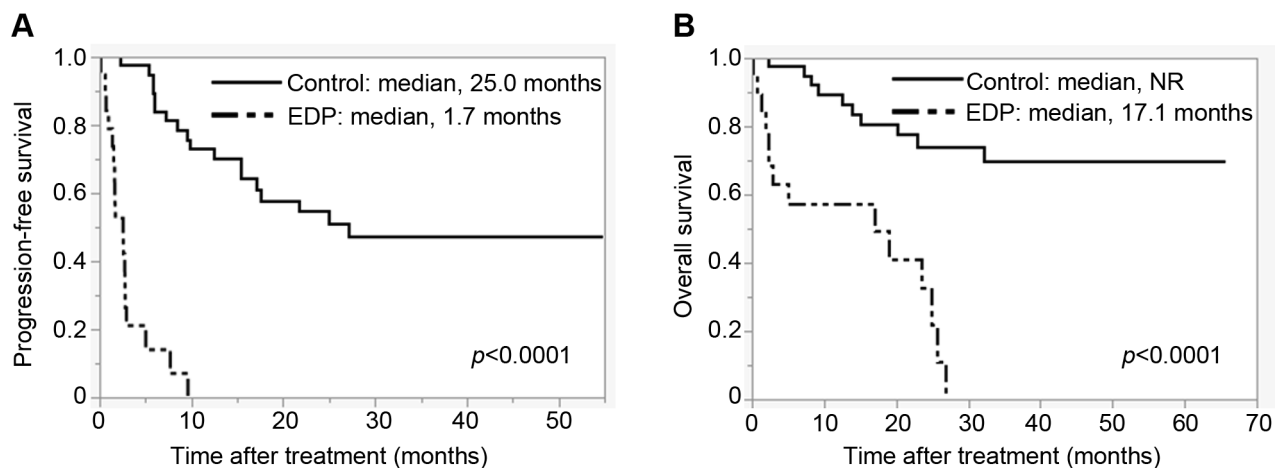 A
Progression-free survival
1.0
0.8
0.6
0.4
0.2
0
Control: median, 25.0 months
EDP: median, 1.7 months
p<0.0001
0 10 20 30 40 50
Time after treatment (months)
B
Overall survival
1.0
0.8
0.6
0.4
0.2
0
Control: median, NR
EDP: median, 17.1 months
p<0.0001
0 10 20 30 40 50 60 70
Time after treatment (months)